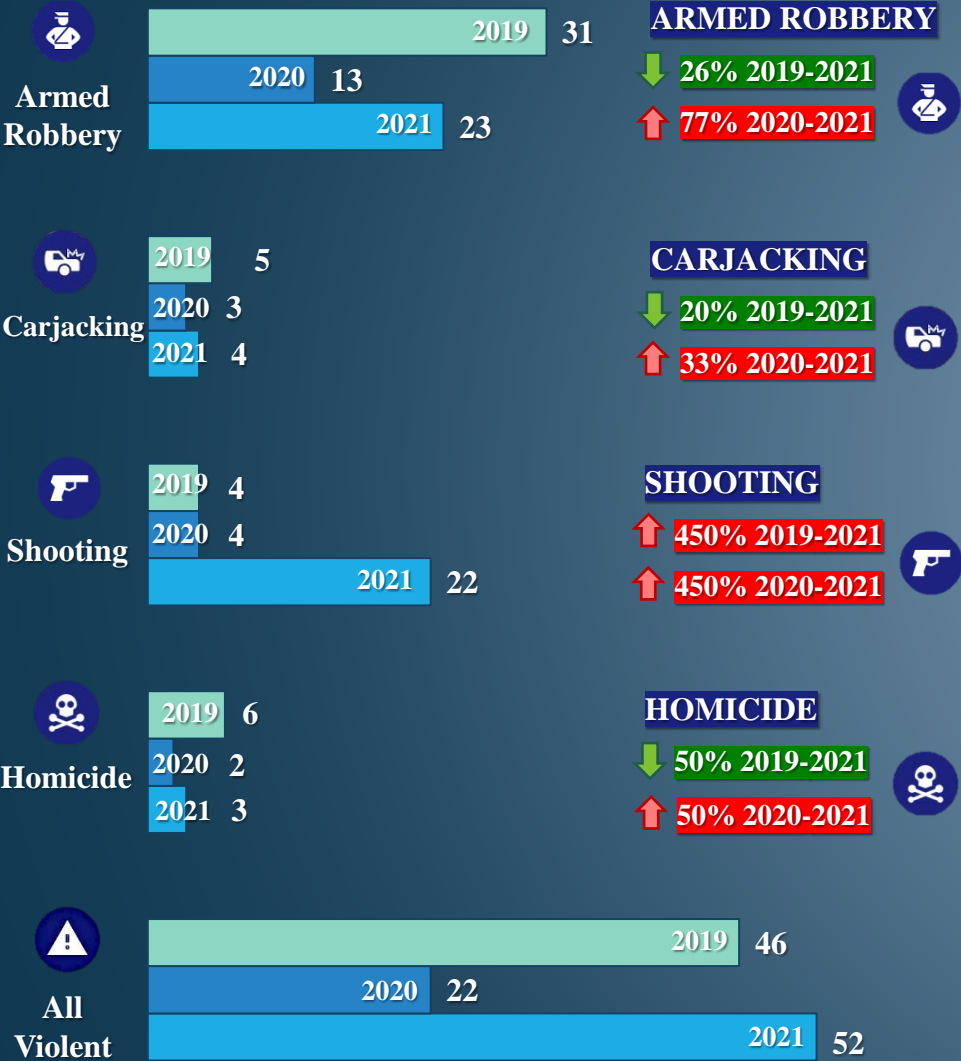 2019 31
2020 13
2021 23
Armed
Robbery
ARMED ROBBERY
26% 2019-2021
77% 2020-2021
2019 5
2020 3
2021 4
Carjacking
CARJACKING
20% 2019-2021
33% 2020-2021
2019 4
2020 4
2021 22
Shooting
SHOOTING
450% 2019-2021
450% 2020-2021
2019 6
2020 2
2021 3
Homicide
HOMICIDE
50% 2019-2021
50% 2020-2021
2019 46
2020 22
2021 52
All
Violent